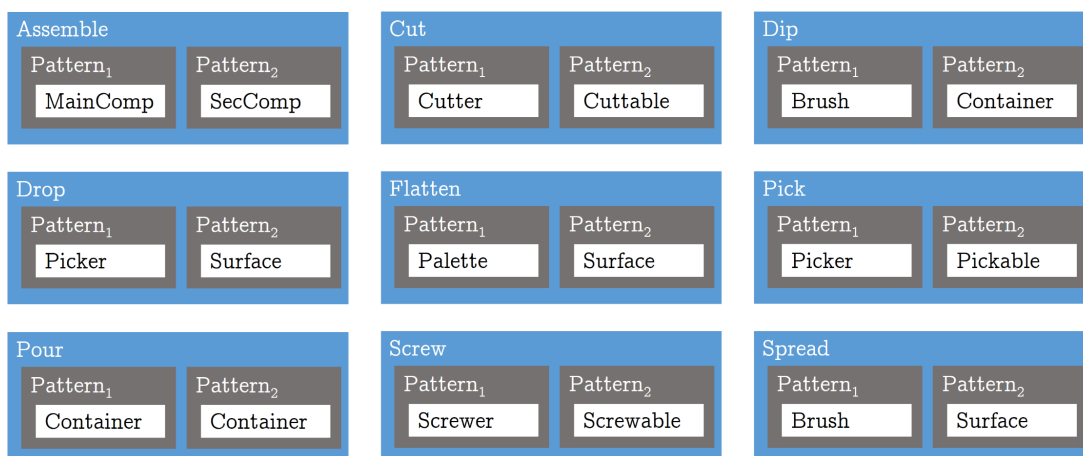 Assemble
Pattern₁ Pattern₂
MainComp SecComp
Cut
Pattern₁ Pattern₂
Cutter Cuttable
Dip
Pattern₁ Pattern₂
Brush Container
Drop
Pattern₁ Pattern₂
Picker Surface
Flatten
Pattern₁ Pattern₂
Palette Surface
Pick
Pattern₁ Pattern₂
Picker Pickable
Pour
Pattern₁ Pattern₂
Container Container
Screw
Pattern₁ Pattern₂
Screwer Screwable
Spread
Pattern₁ Pattern₂
Brush Surface